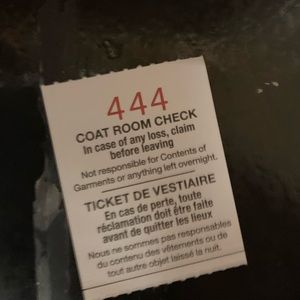 444
COAT ROOM CHECK
In case of any loss, claim
before leaving
Not responsible for Contents of
Garments or anything left overnight.
TICKET DE VESTIAIRE
En cas de perte, toute
réclamation doit être faite
avant de quitter les lieux
Nous ne sommes pas responsables
du contenu des vêtements ou de
tout autre objet laissé la nuit.